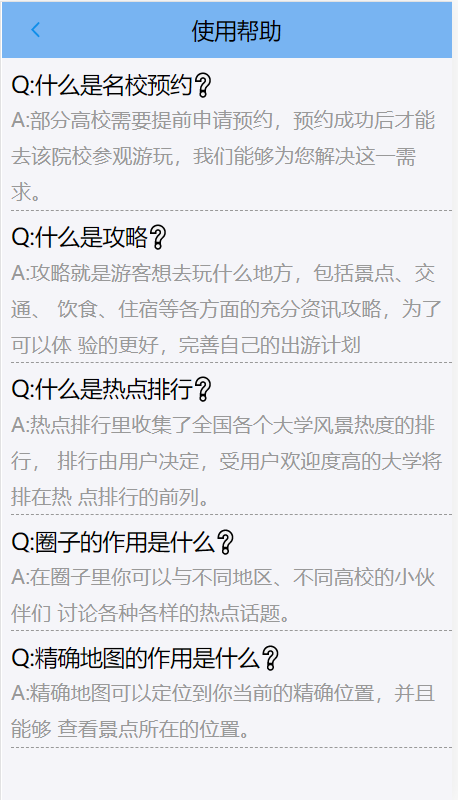 使用帮助
Q:什么是名校预约?
A:部分高校需要提前申请预约，预约成功后才能
去该院校参观游玩，我们能够为您解决这一需
求。
Q:什么是攻略?
A:攻略就是游客想去玩什么地方，包括景点、交
通、 饮食、住宿等各方面的充分资讯攻略，为了
可以体 验的更好，完善自己的出游计划
Q:什么是热点排行?
A:热点排行里收集了全国各个大学风景热度的排
行， 排行由用户决定，受用户欢迎度高的大学将
排在热 点排行的前列。
Q:圈子的作用是什么?
A:在圈子里你可以与不同地区、不同高校的小伙
伴们 讨论各种各样的热点话题。
Q:精确地图的作用是什么?
A:精确地图可以定位到你当前的精确位置，并且
能够 查看景点所在的位置。